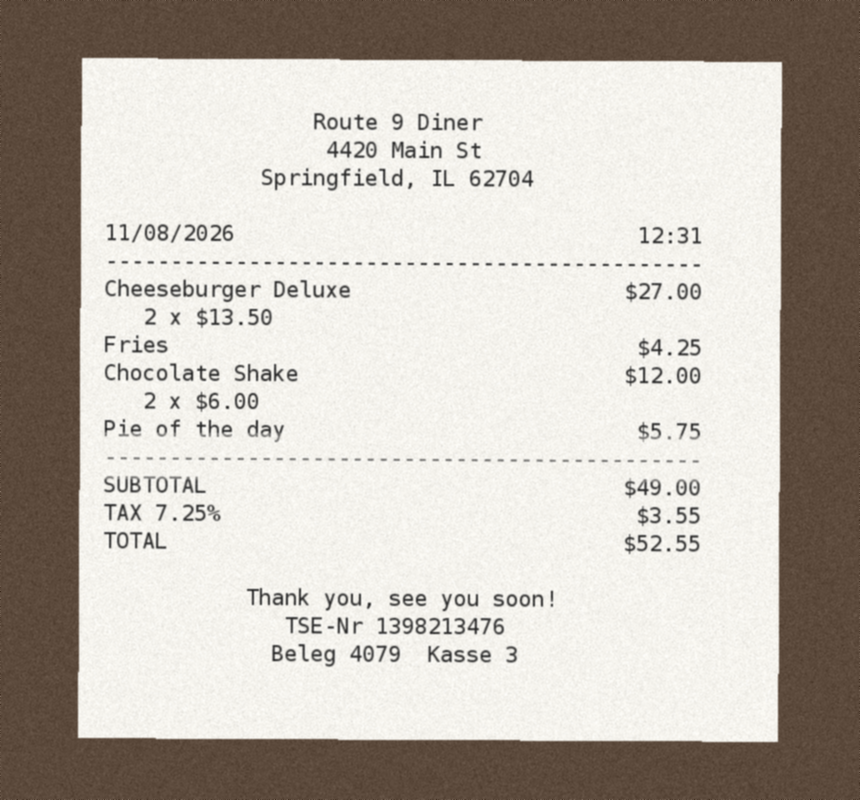 Route 9 Diner
4420 Main St
Springfield, IL 62704
11/08/2026 12:31
Cheeseburger Deluxe $27.00
2 x $13.50
Fries $4.25
Chocolate Shake $12.00
2 x $6.00
Pie of the day $5.75
SUBTOTAL $49.00
TAX 7.25% $3.55
TOTAL $52.55
Thank you, see you soon!
TSE-Nr 1398213476
Beleg 4079 Kasse 3